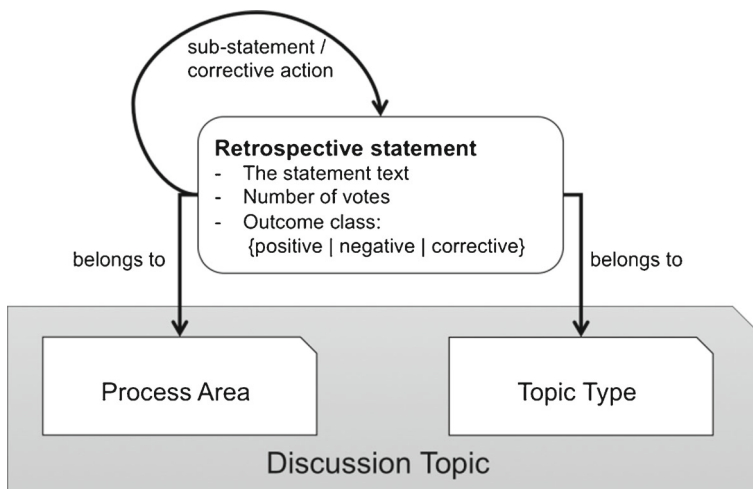 sub-statement /
corrective action
Retrospective statement
- The statement text
- Number of votes
- Outcome class:
{positive | negative | corrective}
belongs to
belongs to
Process Area
Topic Type
Discussion Topic